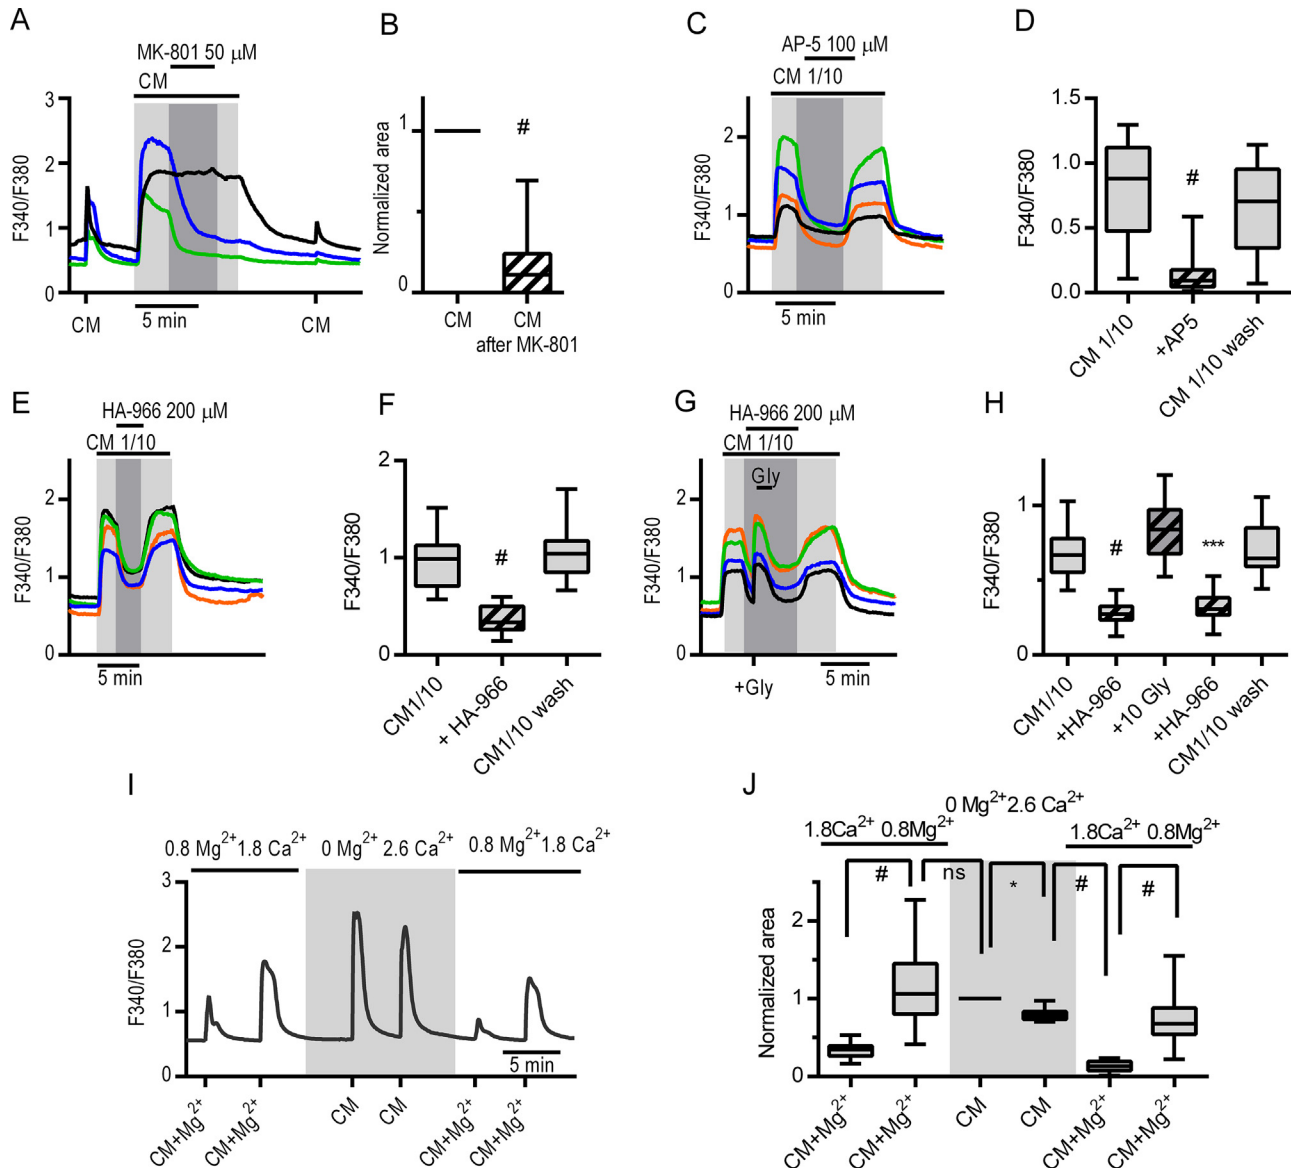 A
MK-801 50 μM
CM
3
2
1
0
F340/F380
CM
5 min
CM
B
#
1
0
Normalized area
CM
CM
after MK-801
C
AP-5 100 μM
CM 1/10
2
1
0
F340/F380
5 min
D
#
1.5
1.0
0.5
0.0
F340/F380
CM 1/10
+AP5
CM 1/10 wash
E
HA-966 200 μM
CM 1/10
2
1
0
F340/F380
5 min
F
#
2
1
0
F340/F380
CM1/10
+ HA-966
CM1/10 wash
G
HA-966 200 μM
CM 1/10
Gly
2
1
0
F340/F380
+Gly
5 min
H
#
***
1
0
F340/F380
CM1/10
+HA-966
+10 Gly
+HA-966
CM1/10 wash
I
0.8 Mg2+ 1.8 Ca2+
0 Mg2+ 2.6 Ca2+
0.8 Mg2+ 1.8 Ca2+
3
2
1
0
F340/F380
5 min
CM+Mg2+
CM+Mg2+
CM
CM
CM+Mg2+
CM+Mg2+
J
0 Mg2+ 2.6 Ca2+
1.8Ca2+ 0.8Mg2+
1.8Ca2+ 0.8Mg2+
#
ns
*
#
#
2
1
0
Normalized area
CM+Mg2+
CM+Mg2+
CM
CM
CM+Mg2+
CM+Mg2+